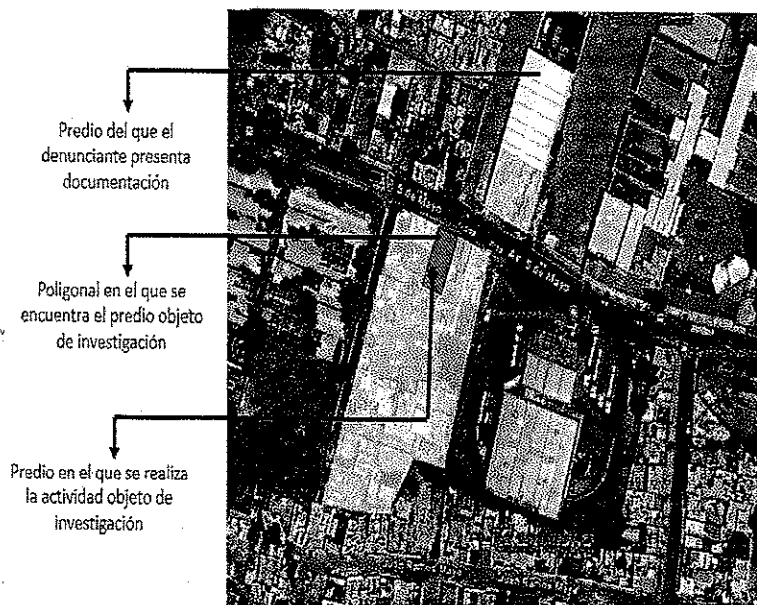 Predio del que el
denunciante presenta
documentación
Poligonal en el que se
encuentra el predio objeto
de investigación
Predio en el que se realiza
la actividad objeto de
investigación